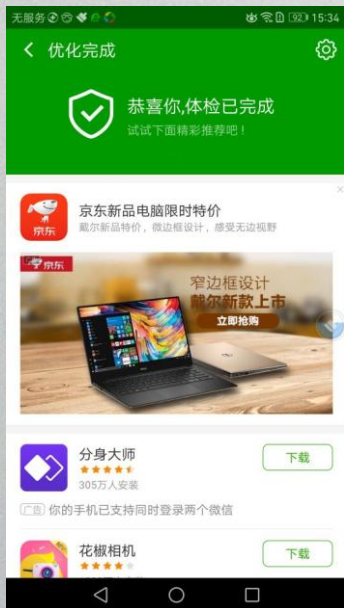 无服务 92 15:34
优化完成
恭喜你,体检已完成
试试下面精彩推荐吧！
京东
京东新品电脑限时特价
戴尔新品特价，微边框设计，感受无边视野
京东
窄边框设计
戴尔新款上市
立即抢购
分身大师
下载
305万人安装
广告 你的手机已支持同时登录两个微信
花椒相机
下载